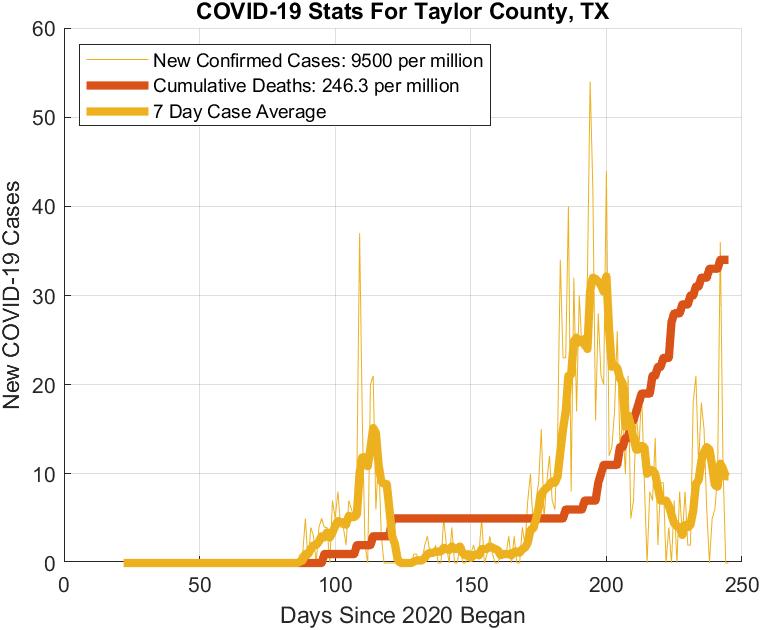 COVID-19 Stats For Taylor County, TX
60
New Confirmed Cases: 9500 per million
Cumulative Deaths: 246.3 per million
7 Day Case Average
50
40
30
20
10
0
New COVID-19 Cases
0 50 100 150 200 250
Days Since 2020 Began